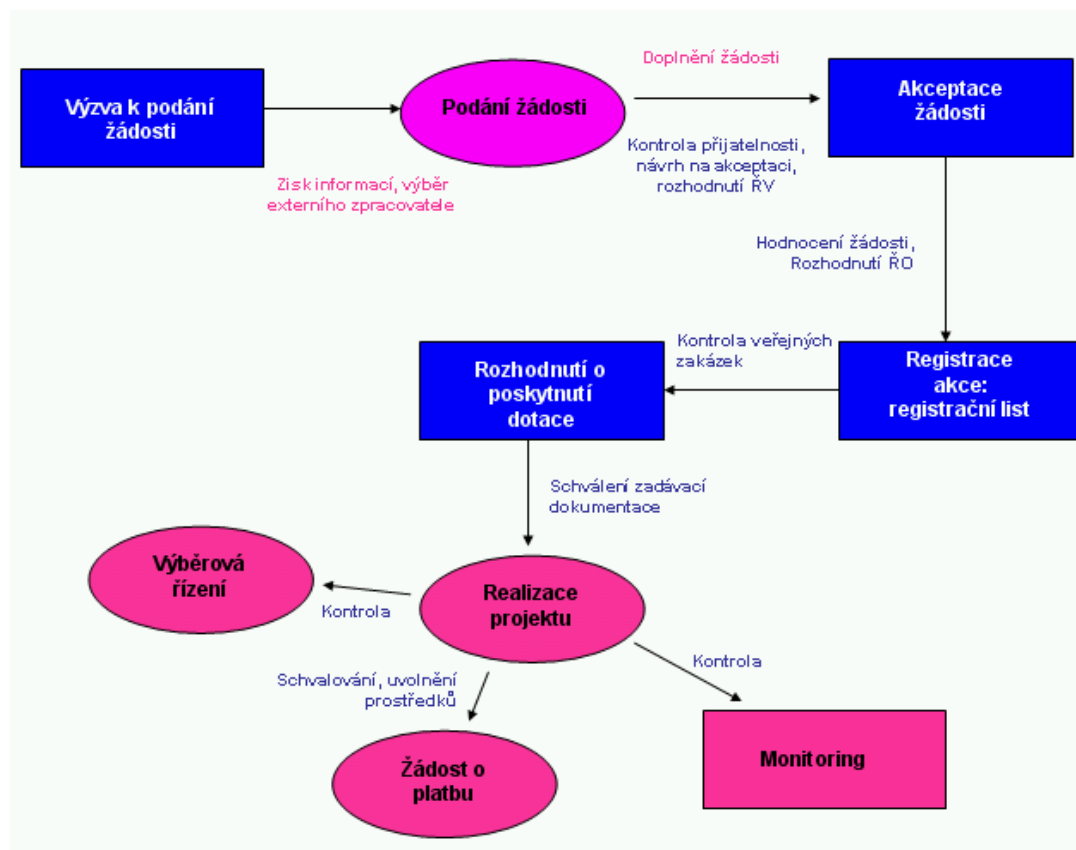 Výzva k podání
žádosti
Podání žádosti
Doplnění žádosti
Akceptace
žádosti
Zisk informací, výběr
externího zpracovatele
Kontrola přijatelnosti,
návrh na akceptaci,
rozhodnutí ŘV
Hodnocení žádosti,
Rozhodnutí ŘO
Registrace
akce:
registrační list
Kontrola veřejných
zakázek
Rozhodnutí o
poskytnutí
dotace
Schválení zadávací
dokumentace
Výběrová
řízení
Kontrola
Realizace
projektu
Schvalování, uvolnění
prostředků
Kontrola
Žádost o
platbu
Monitoring